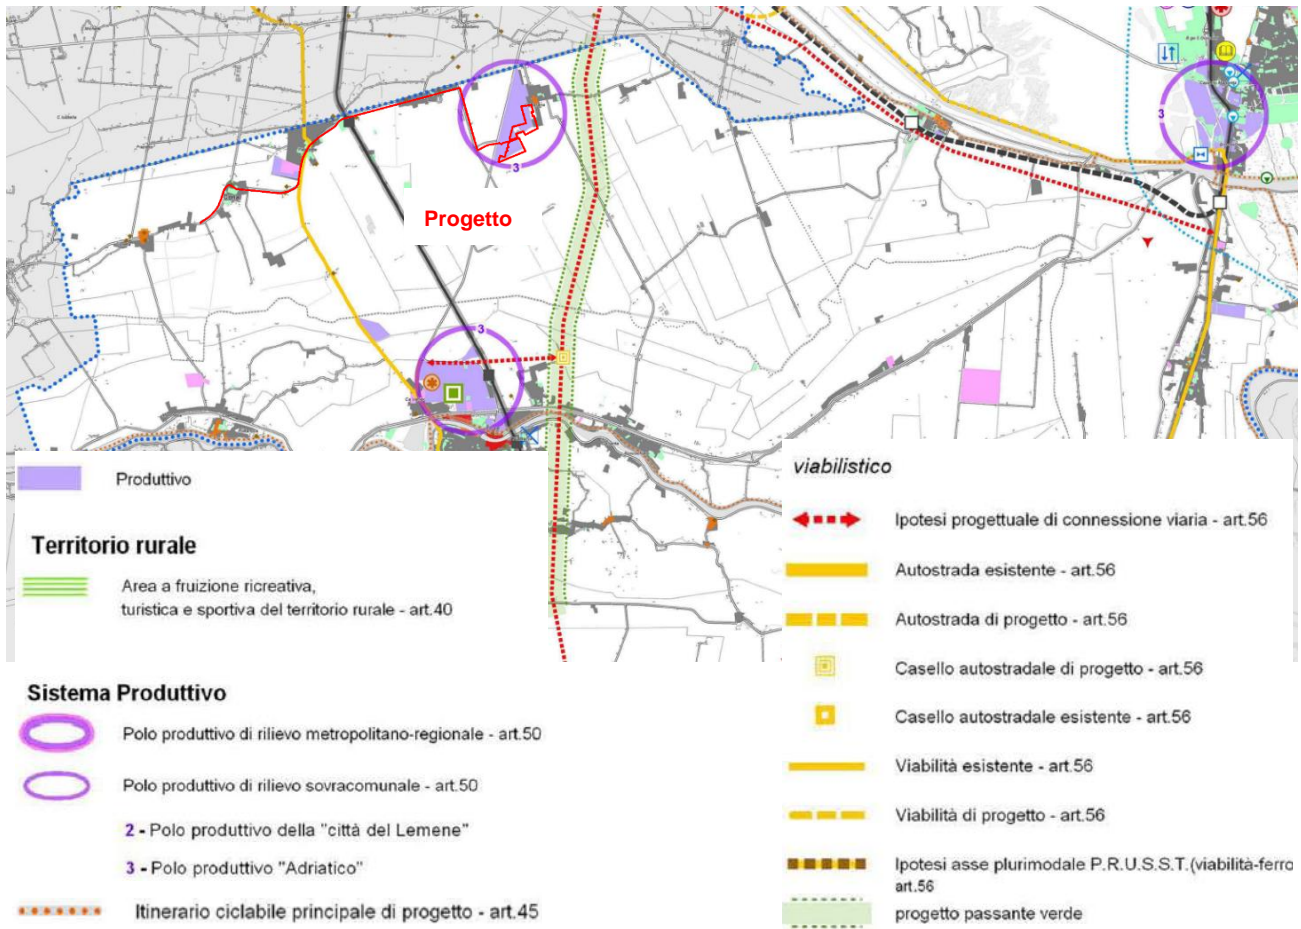 3
3
Progetto
3
Produttivo
Territorio rurale
Area a fruizione ricreativa,
turistica e sportiva del territorio rurale - art.40
Sistema Produttivo
Polo produttivo di rilievo metropolitano-regionale - art.50
Polo produttivo di rilievo sovracomunale - art.50
2 - Polo produttivo della "città del Lemene"
3 - Polo produttivo "Adriatico"
Itinerario ciclabile principale di progetto - art.45
viabilistico
Ipotesi progettuale di connessione viaria - art.56
Autostrada esistente - art.56
Autostrada di progetto - art.56
Casello autostradale di progetto - art.56
Casello autostradale esistente - art.56
Viabilità esistente - art.56
Viabilità di progetto - art.56
Ipotesi asse plurimodale P.R.U.S.S.T.(viabilità-ferro
art.56
progetto passante verde